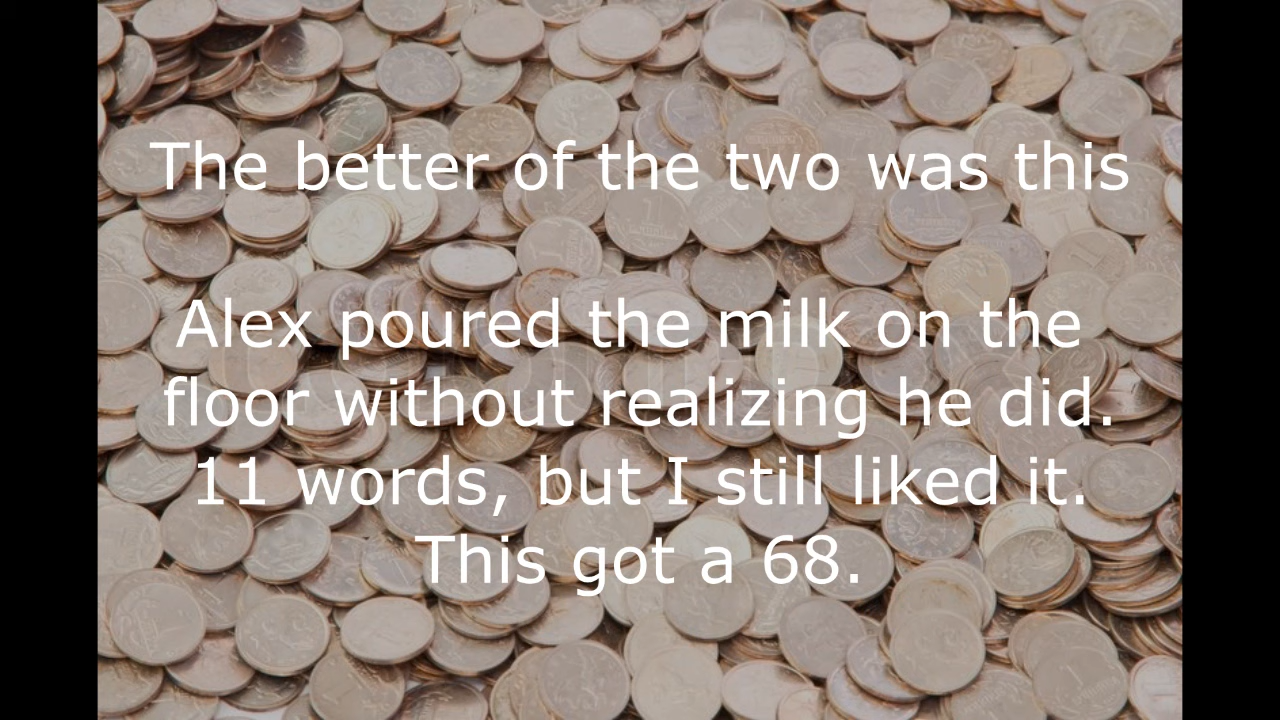 The better of the two was this
Alex poured the milk on the
floor without realizing he did.
11 words, but I still liked it.
This got a 68.